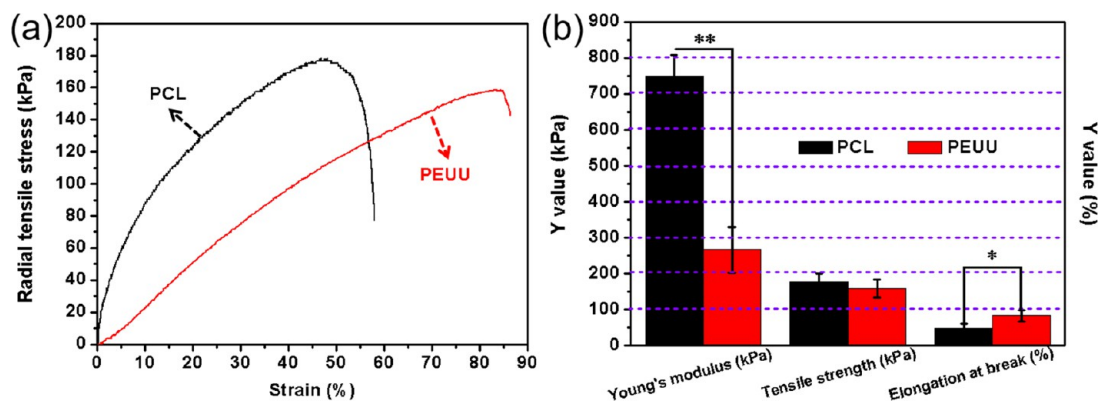 (a)
Radial tensile stress (kPa)
200
180
160
140
120
100
80
60
40
20
0
PCL
PEUU
0 10 20 30 40 50 60 70 80 90
Strain (%)
(b)
Y value (kPa)
900
800
700
600
500
400
300
200
100
0
**
PCL PEUU
*
Young's modulus (kPa) Tensile strength (kPa) Elongation at break (%)
Y value (%)